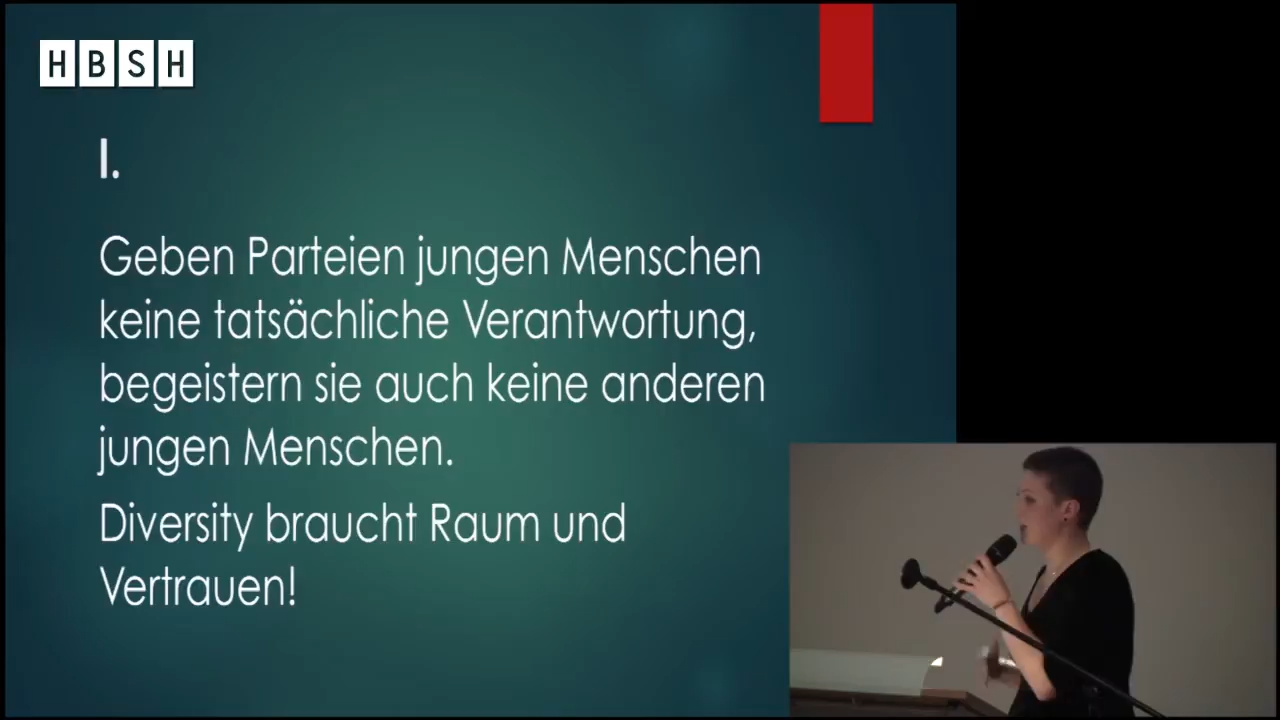 HBSH
I.
Geben Parteien jungen Menschen
keine tatsächliche Verantwortung,
begeistern sie auch keine anderen
jungen Menschen.
Diversity braucht Raum und
Vertrauen!